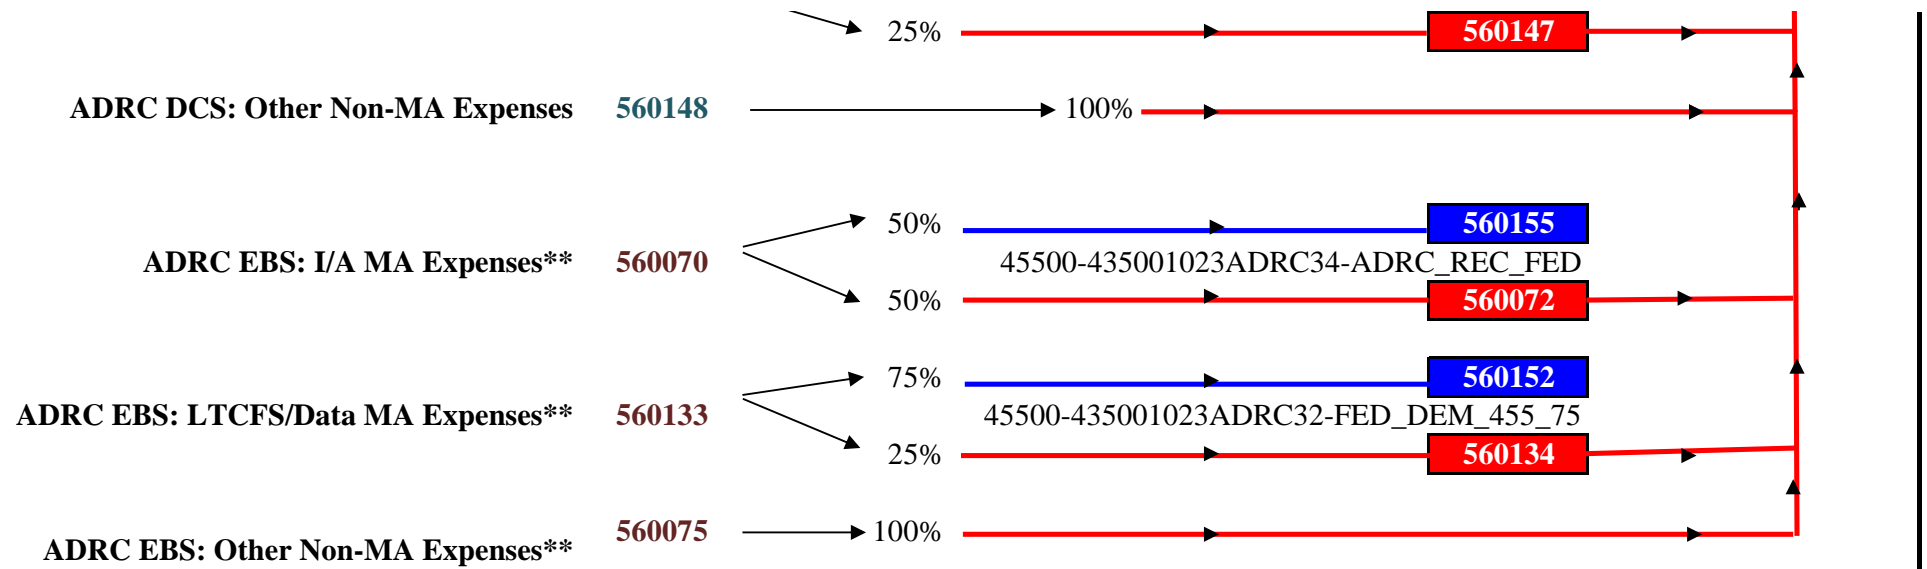 25% 560147
ADRC DCS: Other Non-MA Expenses 560148 100%
50% 560155
ADRC EBS: I/A MA Expenses** 560070 45500-435001023ADRC34-ADRC_REC_FED
50% 560072
75% 560152
ADRC EBS: LTCFS/Data MA Expenses** 560133 45500-435001023ADRC32-FED_DEM_455_75
25% 560134
560075 100%
ADRC EBS: Other Non-MA Expenses**